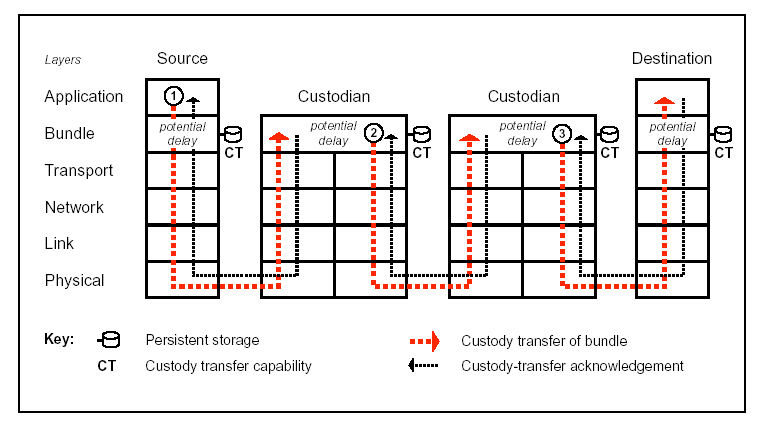 Layers
Source
Destination
Application
1
Custodian
Custodian
Bundle
potential
delay
CT
potential
delay
2
CT
potential
delay
3
CT
potential
delay
CT
Transport
Network
Link
Physical
Key:
Persistent storage
Custody transfer of bundle
CT
Custody transfer capability
Custody-transfer acknowledgement